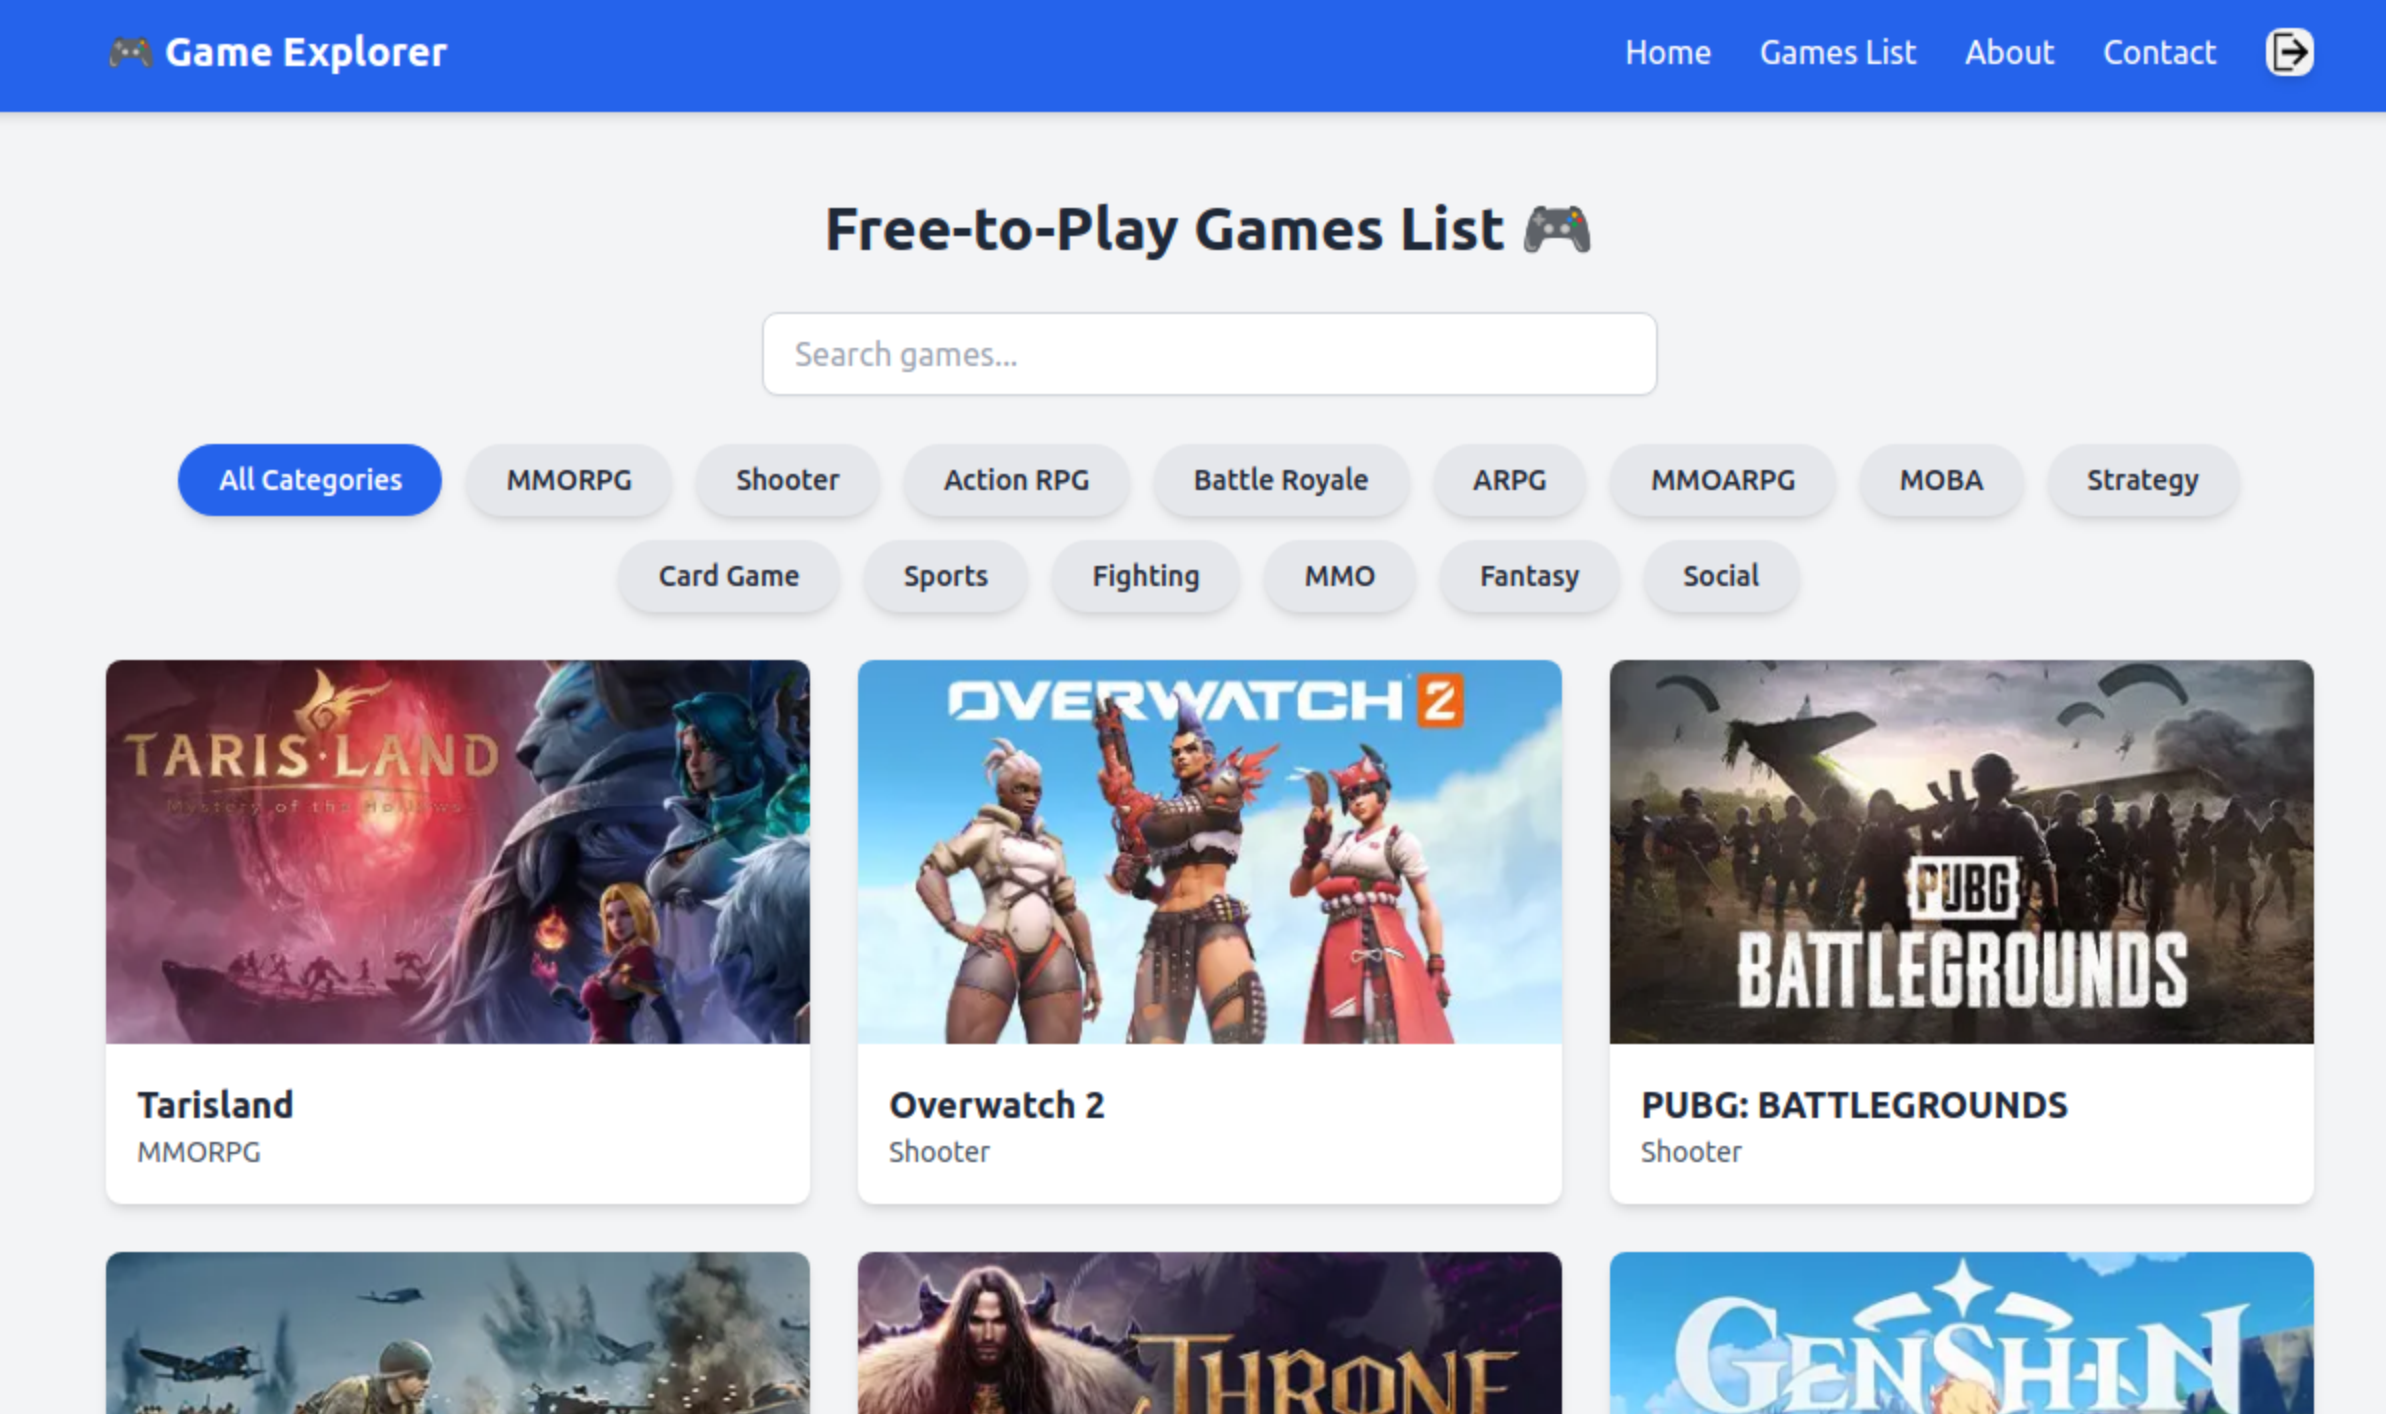 🎮 Game Explorer
Home Games List About Contact
Free-to-Play Games List 🎮
Search games...
All Categories MMORPG Shooter Action RPG Battle Royale ARPG MMOARPG MOBA Strategy
Card Game Sports Fighting MMO Fantasy Social
TARIS·LAND
Mystery of the Hollows
OVERWATCH 2
PUBG
BATTLEGROUNDS
Tarisland
MMORPG
Overwatch 2
Shooter
PUBG: BATTLEGROUNDS
Shooter
THRONE
GENSHIN